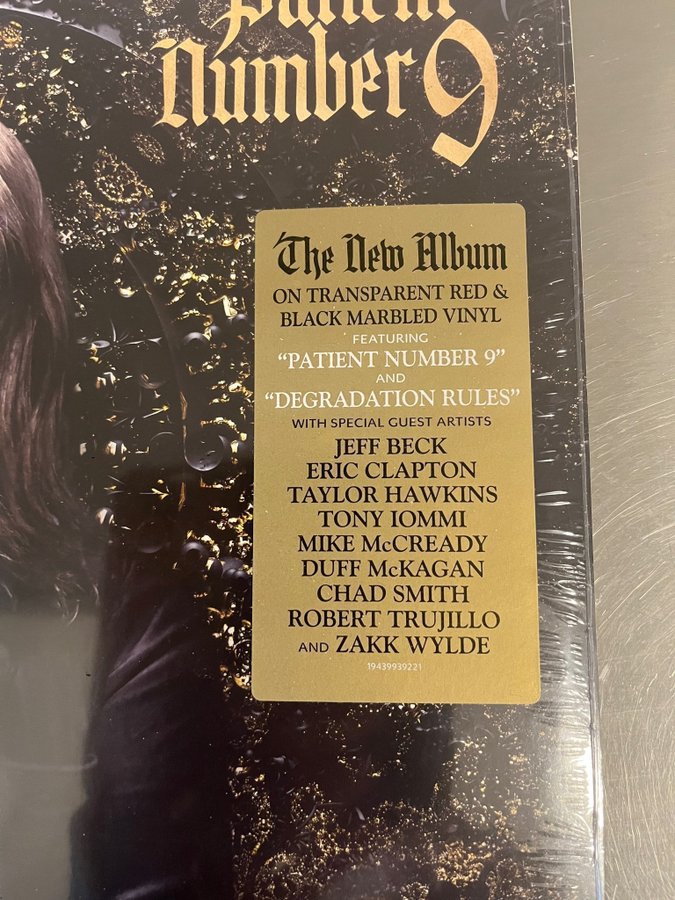 Patient
Number 9
The New Album
ON TRANSPARENT RED &
BLACK MARBLED VINYL
FEATURING
“PATIENT NUMBER 9”
AND
“DEGRADATION RULES”
WITH SPECIAL GUEST ARTISTS
JEFF BECK
ERIC CLAPTON
TAYLOR HAWKINS
TONY IOMMI
MIKE McCREADY
DUFF McKAGAN
CHAD SMITH
ROBERT TRUJILLO
AND ZAKK WYLDE
19439939221